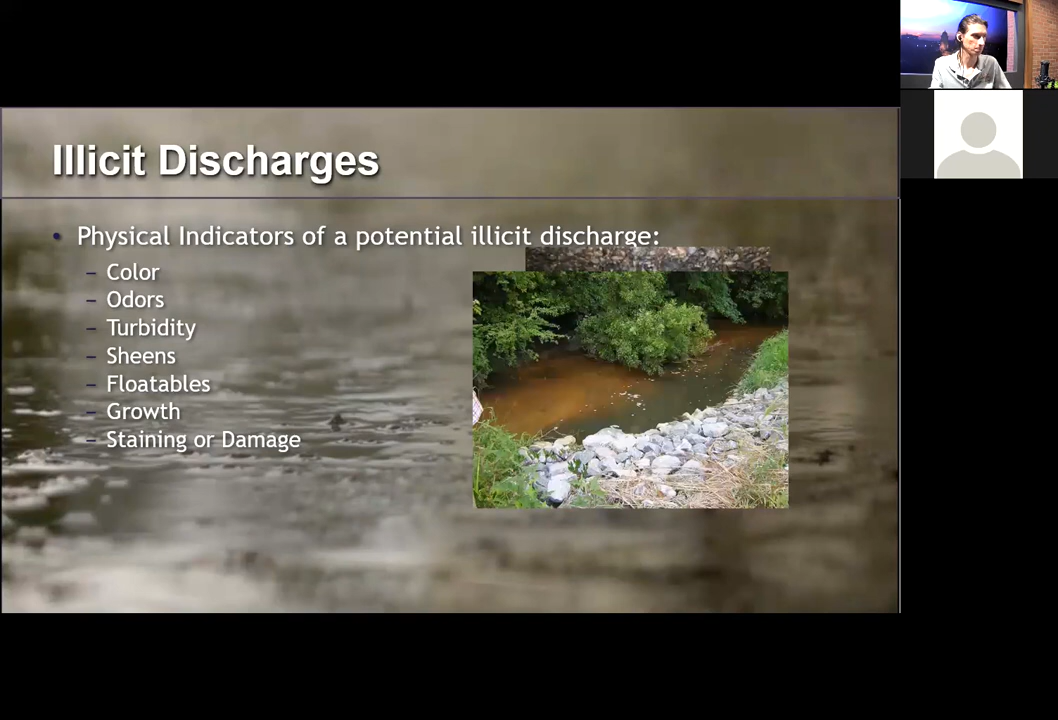 Illicit Discharges
• Physical Indicators of a potential illicit discharge:
– Color
– Odors
– Turbidity
– Sheens
– Floatables
– Growth
– Staining or Damage